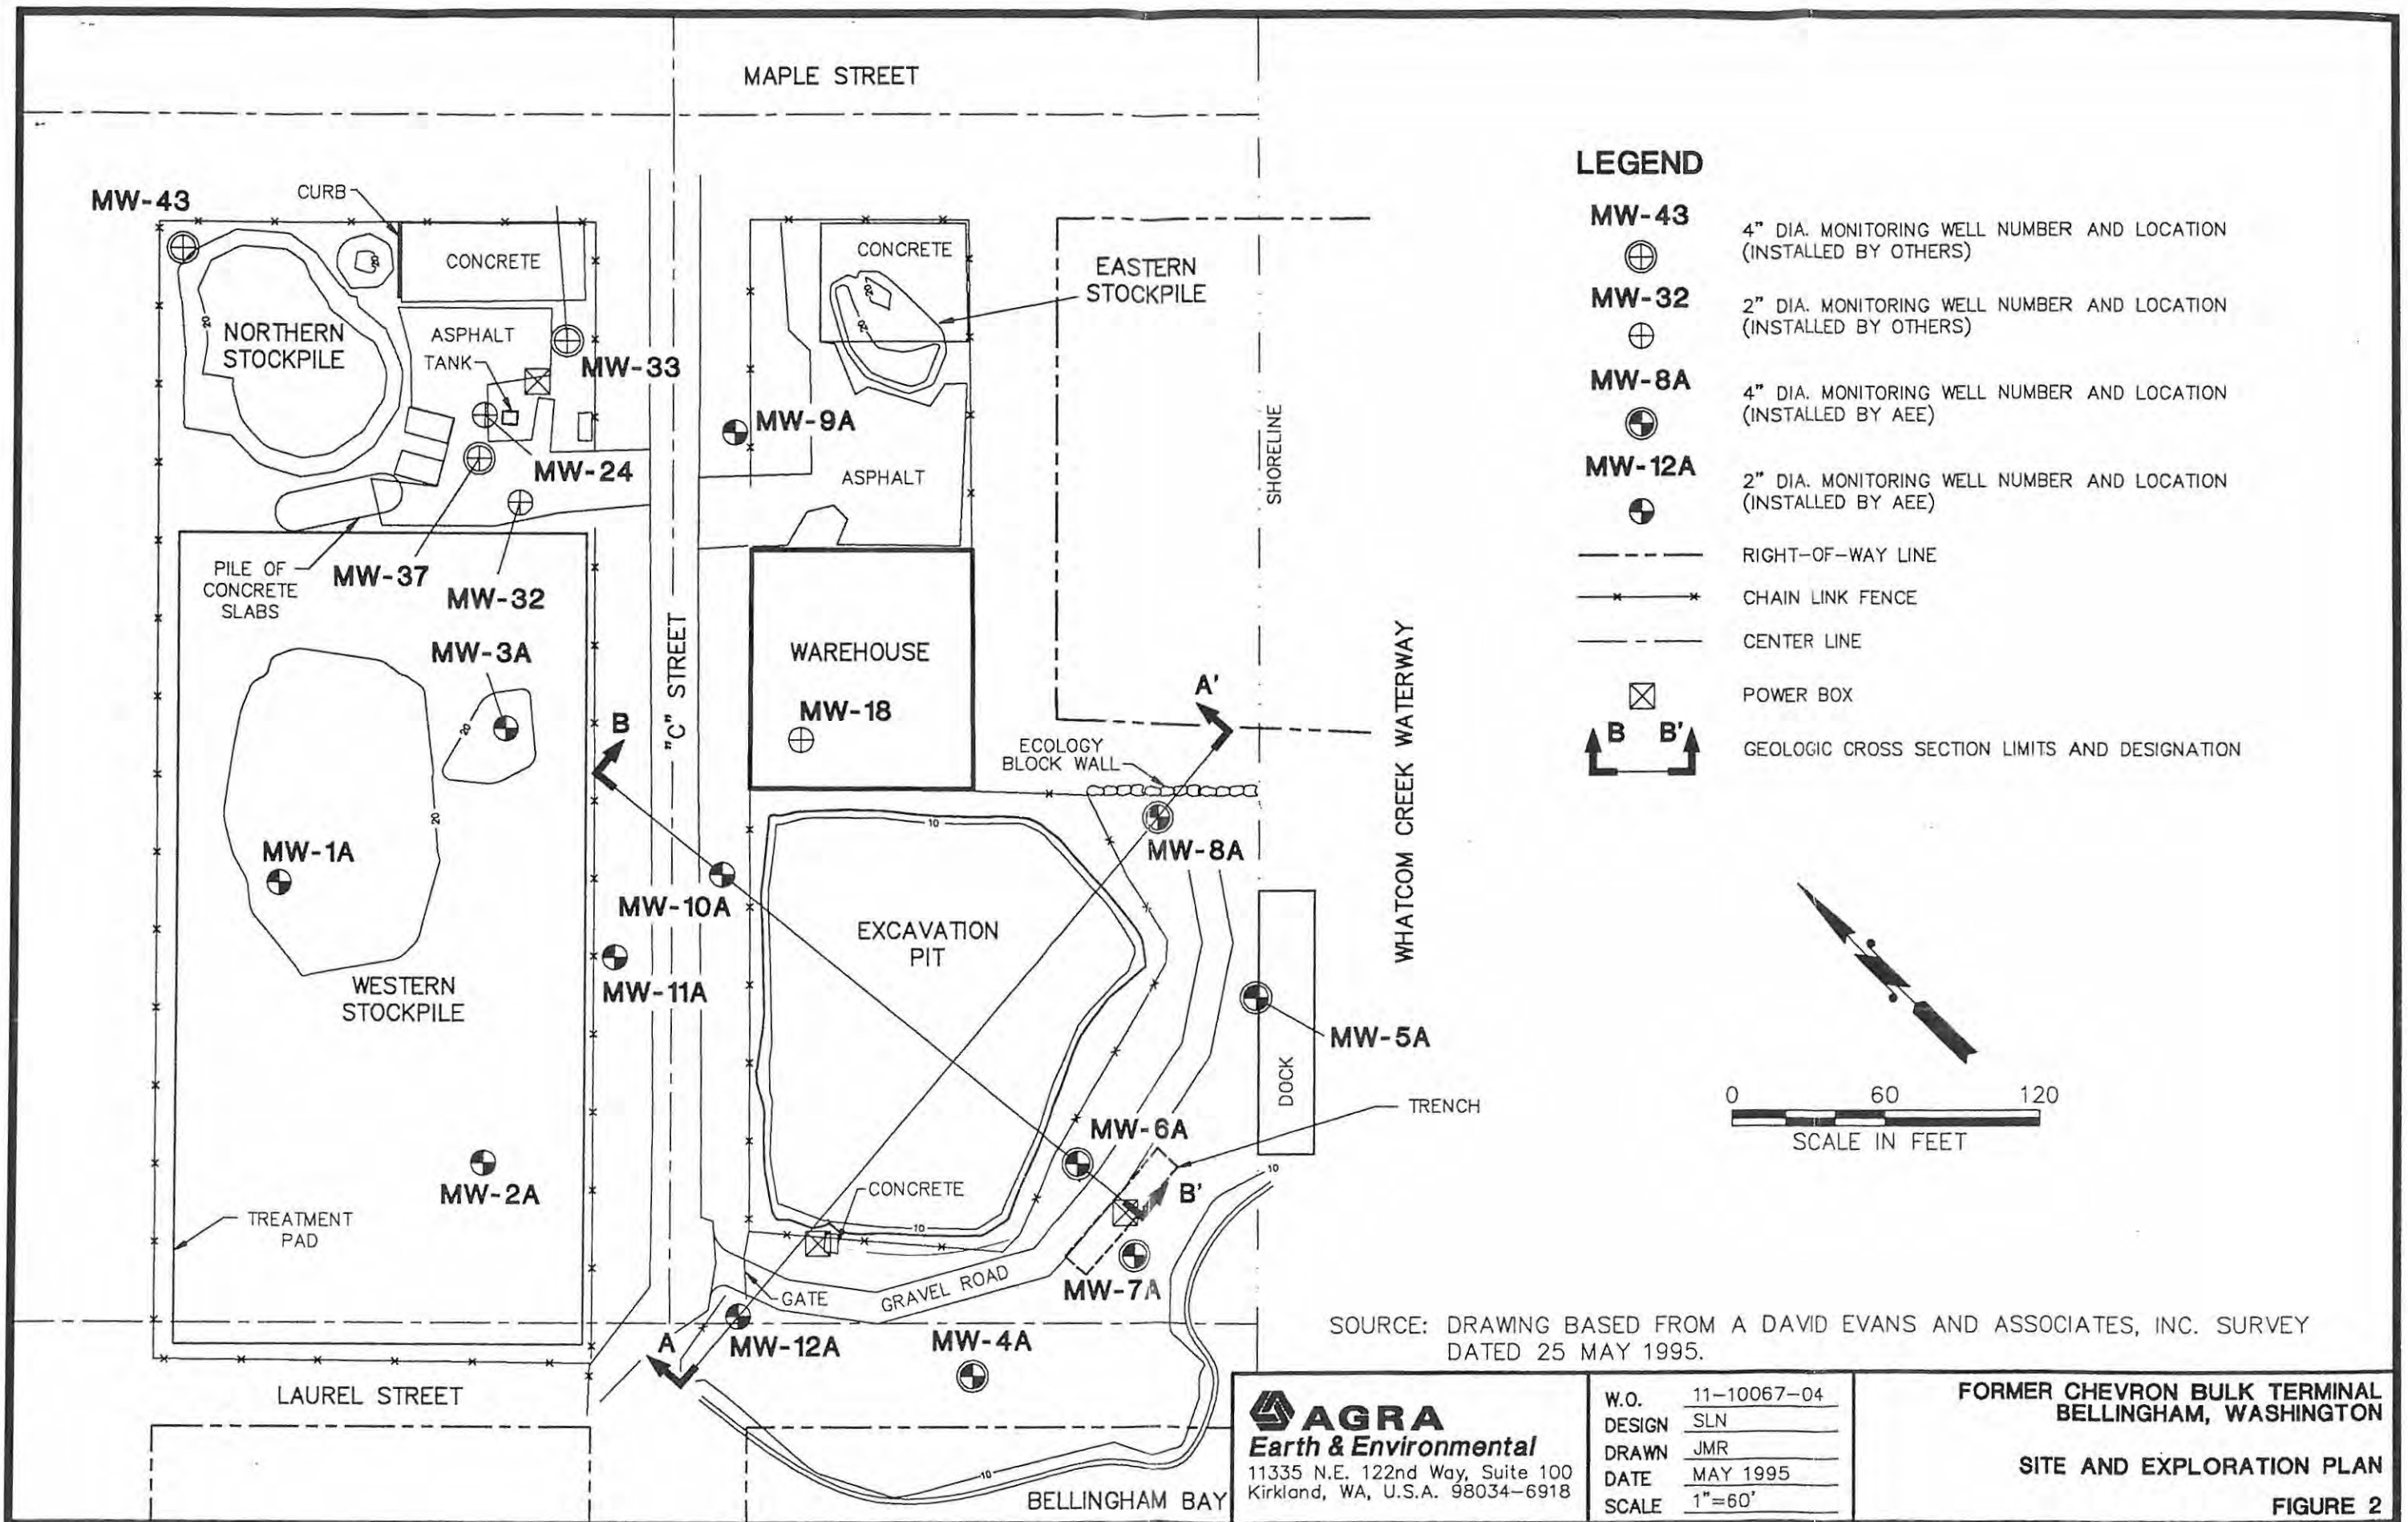 MAPLE STREET
MW-43
CURB
CONCRETE
NORTHERN
STOCKPILE
20
20
ASPHALT
TANK
MW-33
MW-24
MW-37
MW-32
PILE OF
CONCRETE
SLABS
CONCRETE
20
20
EASTERN
STOCKPILE
MW-9A
ASPHALT
SHORELINE
"C" STREET
WAREHOUSE
MW-18
MW-3A
20
B
A'
ECOLOGY
BLOCK WALL
WHATCOM CREEK WATERWAY
20
MW-1A
10
MW-8A
MW-10A
EXCAVATION
PIT
MW-11A
WESTERN
STOCKPILE
MW-5A
DOCK
TRENCH
MW-6A
MW-2A
CONCRETE
B'
10
TREATMENT
PAD
10
GATE
GRAVEL ROAD
MW-7A
A
MW-12A
MW-4A
LAUREL STREET
10
BELLINGHAM BAY
LEGEND
MW-43
4" DIA. MONITORING WELL NUMBER AND LOCATION
(INSTALLED BY OTHERS)
MW-32
2" DIA. MONITORING WELL NUMBER AND LOCATION
(INSTALLED BY OTHERS)
MW-8A
4" DIA. MONITORING WELL NUMBER AND LOCATION
(INSTALLED BY AEE)
MW-12A
2" DIA. MONITORING WELL NUMBER AND LOCATION
(INSTALLED BY AEE)
RIGHT-OF-WAY LINE
CHAIN LINK FENCE
CENTER LINE
POWER BOX
B B'
GEOLOGIC CROSS SECTION LIMITS AND DESIGNATION
0 60 120
SCALE IN FEET
SOURCE: DRAWING BASED FROM A DAVID EVANS AND ASSOCIATES, INC. SURVEY
DATED 25 MAY 1995.
AGRA
Earth & Environmental
11335 N.E. 122nd Way, Suite 100
Kirkland, WA, U.S.A. 98034-6918
W.O. 11-10067-04
DESIGN SLN
DRAWN JMR
DATE MAY 1995
SCALE 1"=60'
FORMER CHEVRON BULK TERMINAL
BELLINGHAM, WASHINGTON
SITE AND EXPLORATION PLAN
FIGURE 2